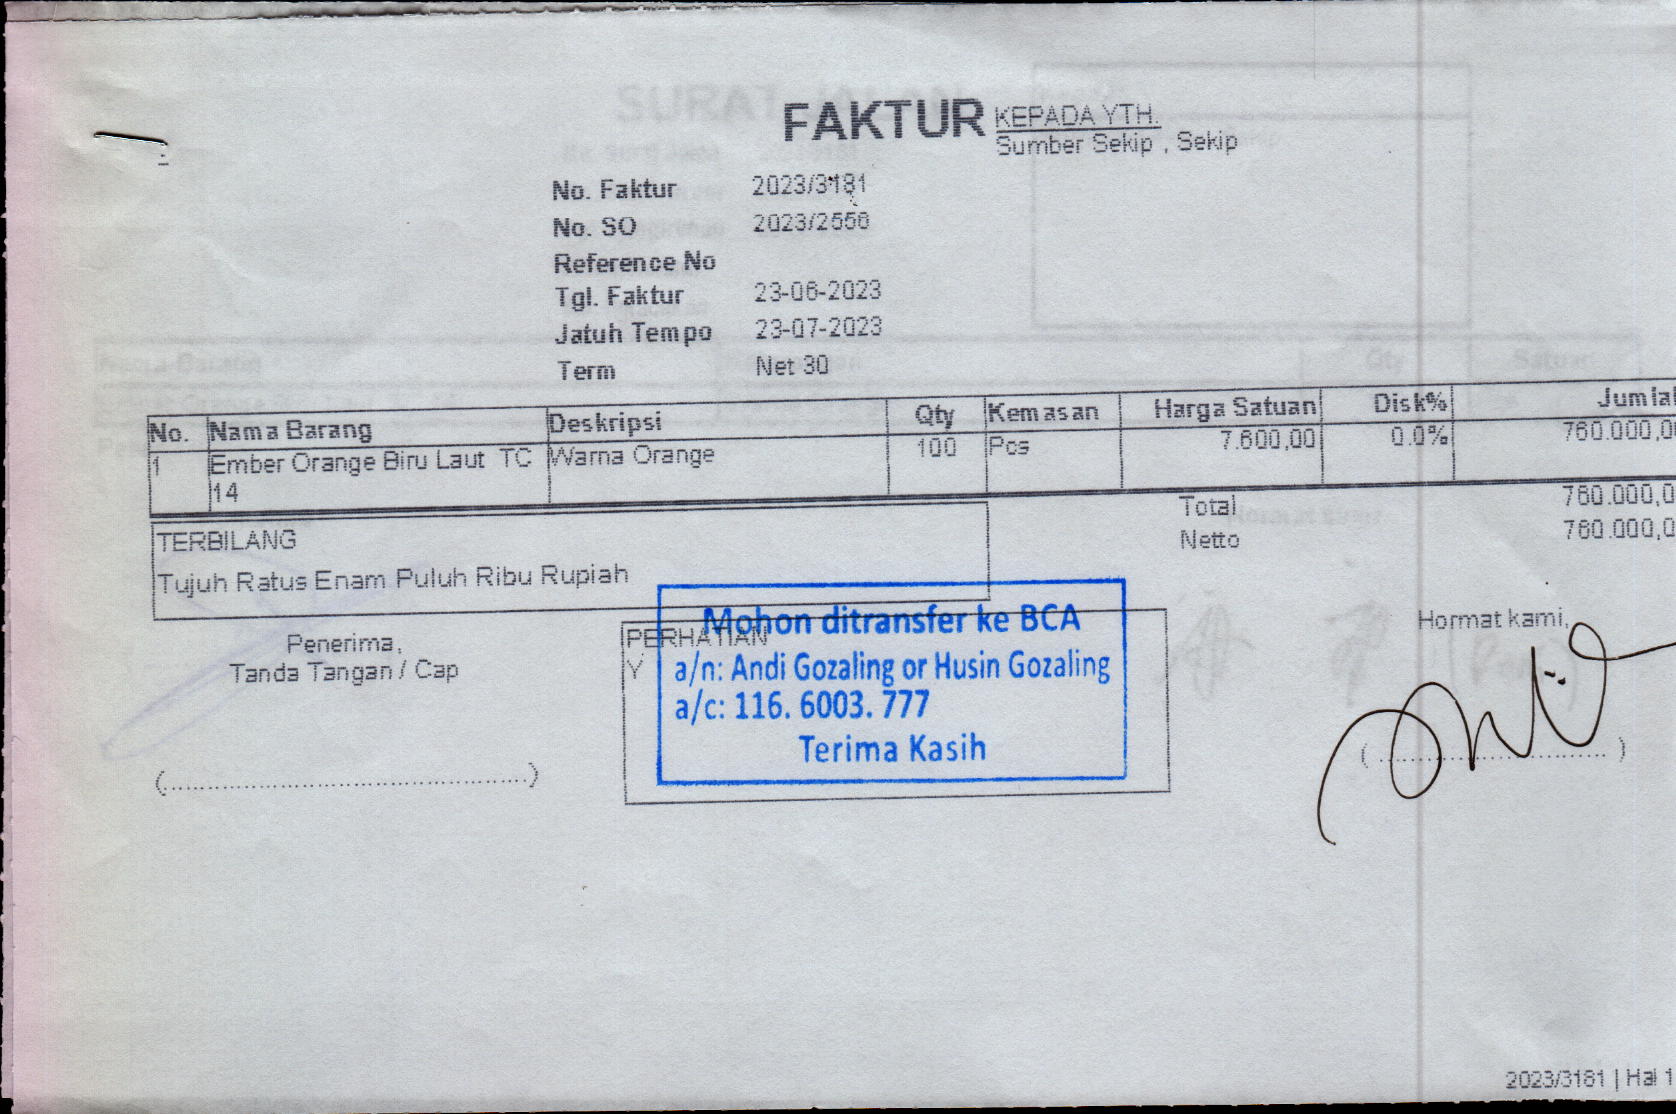 FAKTUR
KEPADA YTH.
Sumber Sekip , Sekip
No. Faktur 2023/3181
No. SO 2023/2556
Reference No
Tgl. Faktur 23-06-2023
Jatuh Tempo 23-07-2023
Term Net 30
No. Nama Barang Deskripsi Qty Kemasan Harga Satuan Disk% Jumlal
1 Ember Orange Biru Laut TC Warna Orange 100 Pcs 7.600,00 0.0% 760.000,0
14
Total 760.000,0
Netto 760.000,0
TERBILANG
Tujuh Ratus Enam Puluh Ribu Rupiah
Penerima,
Tanda Tangan / Cap
(................................................)
PERHATIAN
Y
Mohon ditransfer ke BCA
a/n: Andi Gozaling or Husin Gozaling
a/c: 116. 6003. 777
Terima Kasih
Hormat kami,
(..............................)
2023/3181 | Hal 1